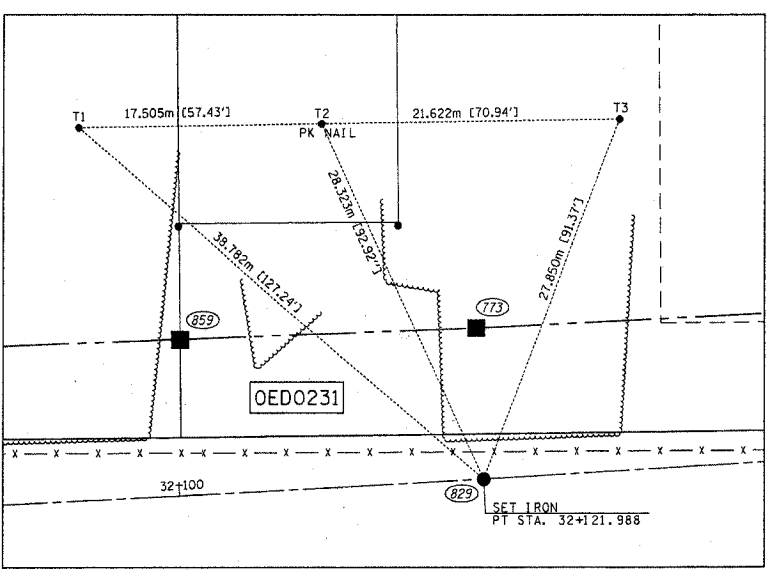 T1
17.505m [57.43']
T2
PK NAIL
21.622m [70.94']
T3
28.323m [92.92']
38.782m [127.24']
27.850m [91.37']
859
773
OED0231
X X X X X X X X X X X X X X X X X X X
32+100
829
SET IRON
PT STA. 32+121.988